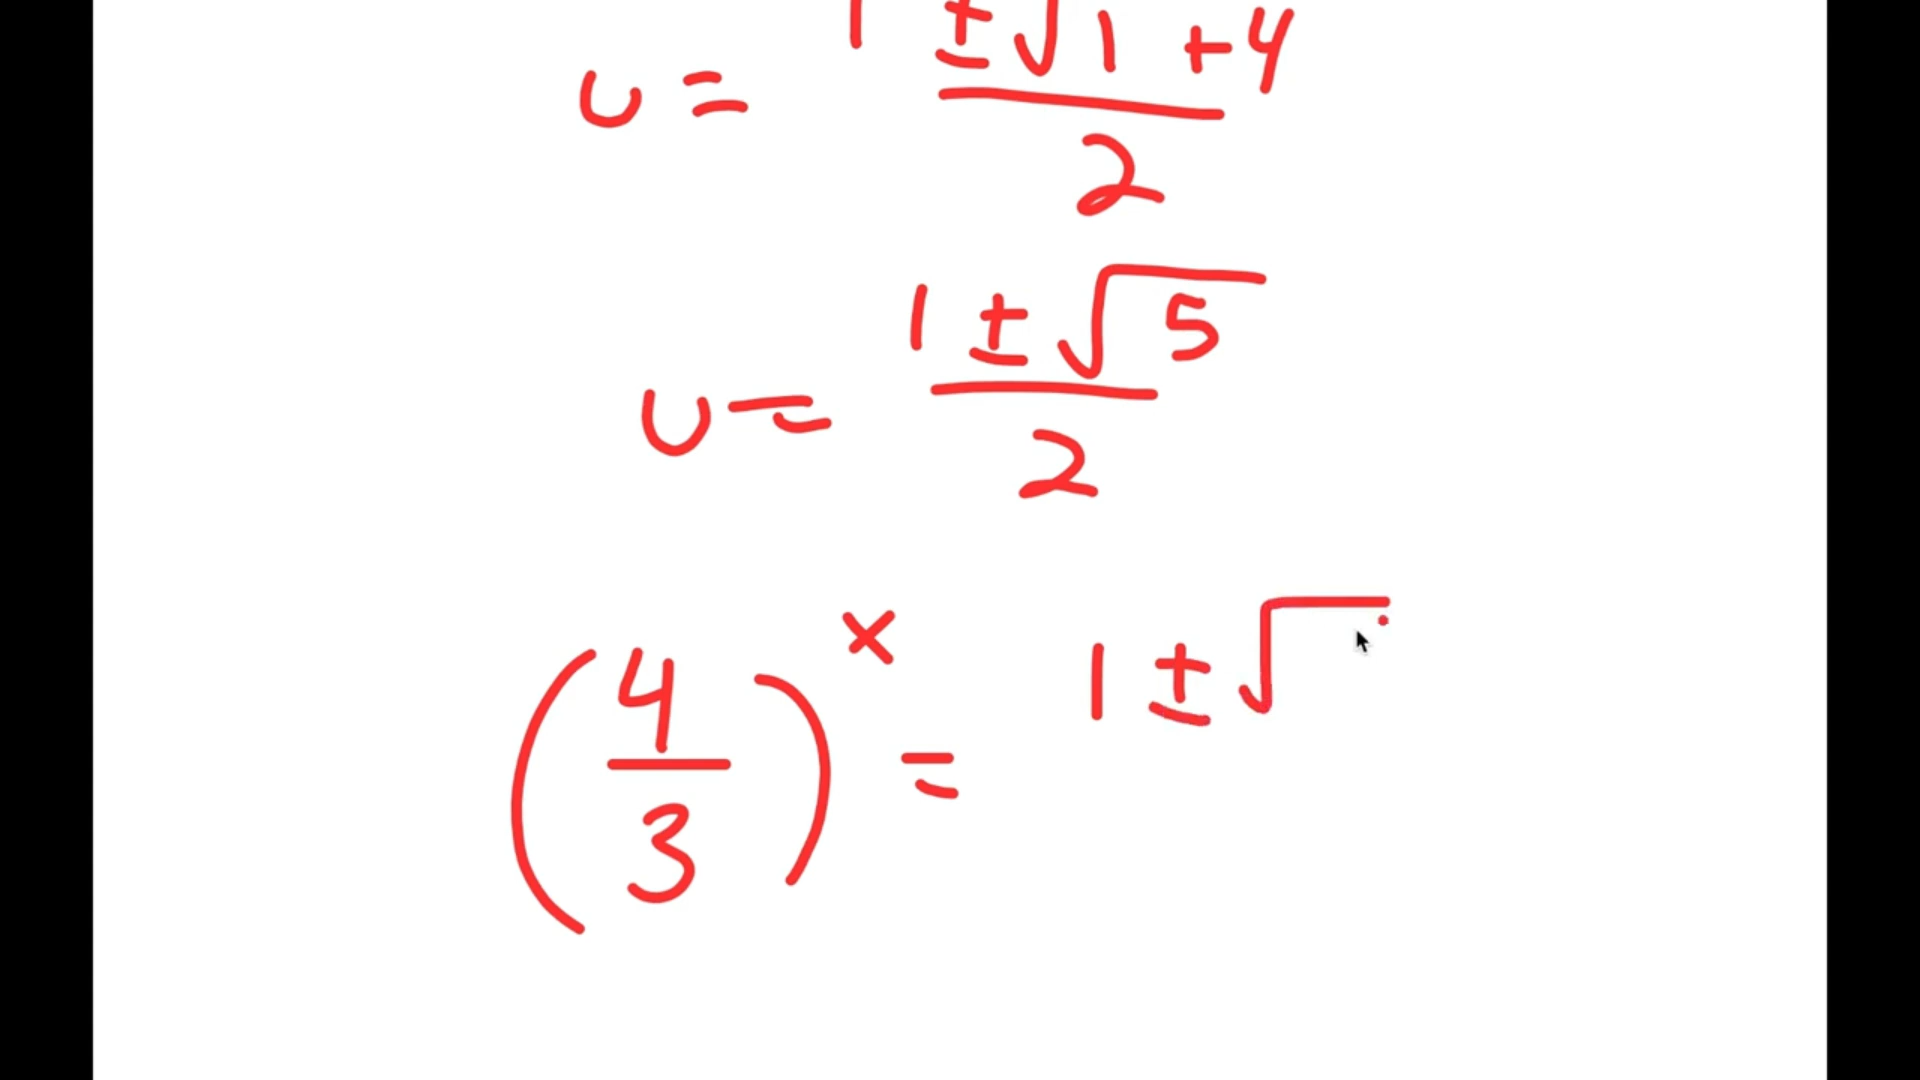 u = 1 ± √1 + 4 / 2
u = 1 ± √5 / 2
(4/3)^x = 1 ± √